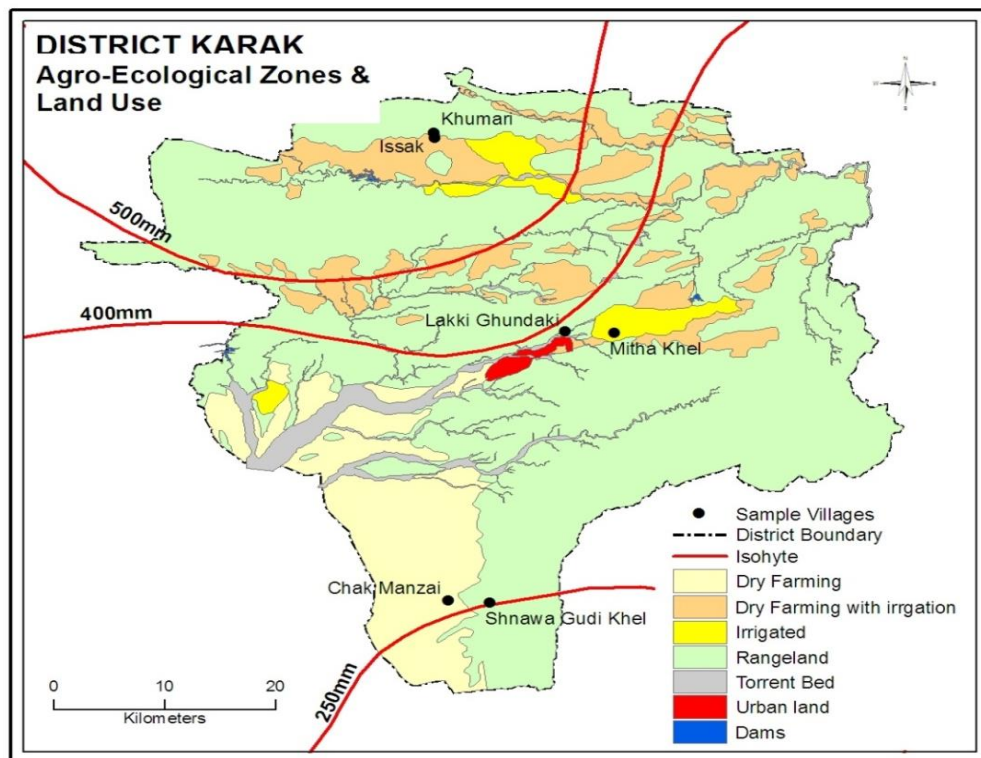 DISTRICT KARAK
Agro-Ecological Zones &
Land Use
Khumari
Issak
500mm
400mm
Lakki Ghundaki
Mitha Khel
Chak Manzai
Shnawa Gudi Khel
250mm
0 10 20
Kilometers
Sample Villages
District Boundary
Isohyte
Dry Farming
Dry Farming with irrgation
Irrigated
Rangeland
Torrent Bed
Urban land
Dams